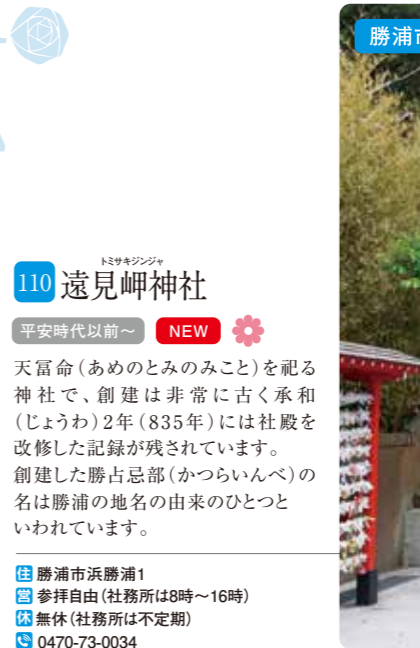 勝浦市
トミサキジンジャ
110 遠見岬神社
平安時代以前～ NEW
天冨命（あめのとみのみこと）を祀る
神社で、創建は非常に古く承和
（じょうわ）2年（835年）には社殿を
改修した記録が残されています。
創建した勝占忌部（かつらいんべ）の
名は勝浦の地名の由来のひとつと
いわれています。
住 勝浦市浜勝浦1
営 参拝自由（社務所は8時～16時）
休 無休（社務所は不定期）
0470-73-0034